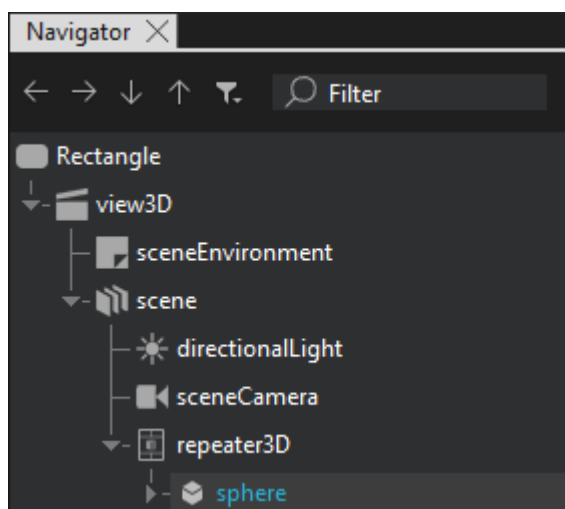 Navigator
Filter
Rectangle
view3D
sceneEnvironment
scene
directionalLight
sceneCamera
repeater3D
sphere